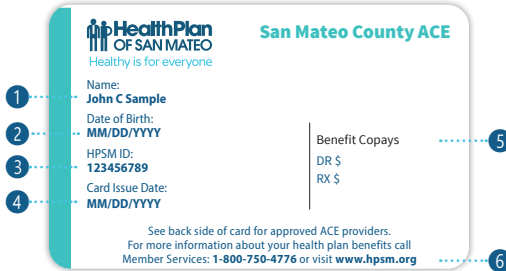 HealthPlan
OF SAN MATEO
Healthy is for everyone
San Mateo County ACE
1
Name:
John C Sample
2
Date of Birth:
MM/DD/YYYY
3
HPSM ID:
123456789
4
Card Issue Date:
MM/DD/YYYY
Benefit Copays
5
DR $
RX $
See back side of card for approved ACE providers.
For more information about your health plan benefits call
Member Services: 1-800-750-4776 or visit www.hpsm.org
6